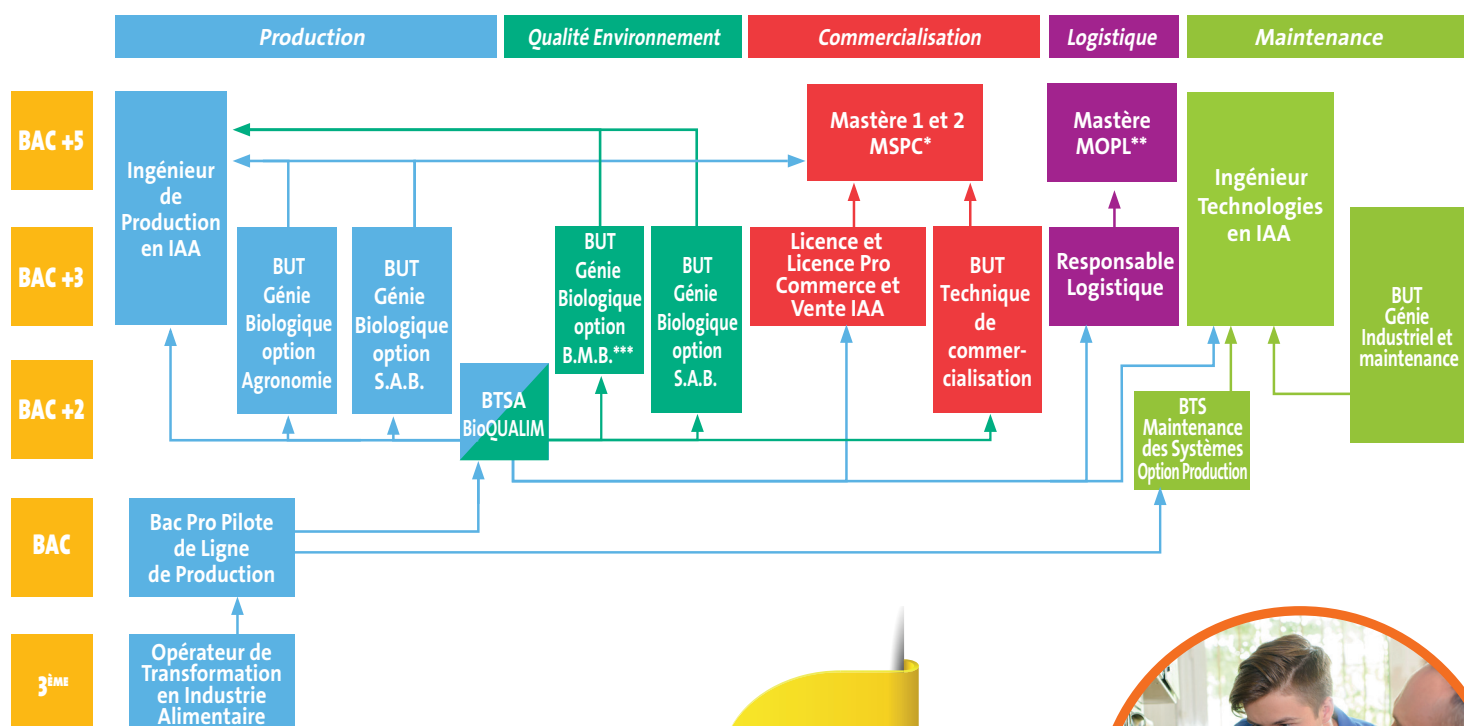 Production
Qualité Environnement
Commercialisation
Logistique
Maintenance
BAC +5
BAC +3
BAC +2
BAC
3ÈME
Ingénieur
de
Production
en IAA
BUT
Génie
Biologique
option
Agronomie
BUT
Génie
Biologique
option
S.A.B.
BTSA
BioQUALIM
BUT
Génie
Biologique
option
B.M.B.***
BUT
Génie
Biologique
option
S.A.B.
Mastère 1 et 2
MSPC*
Licence et
Licence Pro
Commerce et
Vente IAA
BUT
Technique
de
commer-
cialisation
Mastère
MOPL**
Responsable
Logistique
Ingénieur
Technologies
en IAA
BUT
Génie
Industriel et
maintenance
BTS
Maintenance
des Systèmes
Option Production
Bac Pro Pilote
de Ligne
de Production
Opérateur de
Transformation
en Industrie
Alimentaire